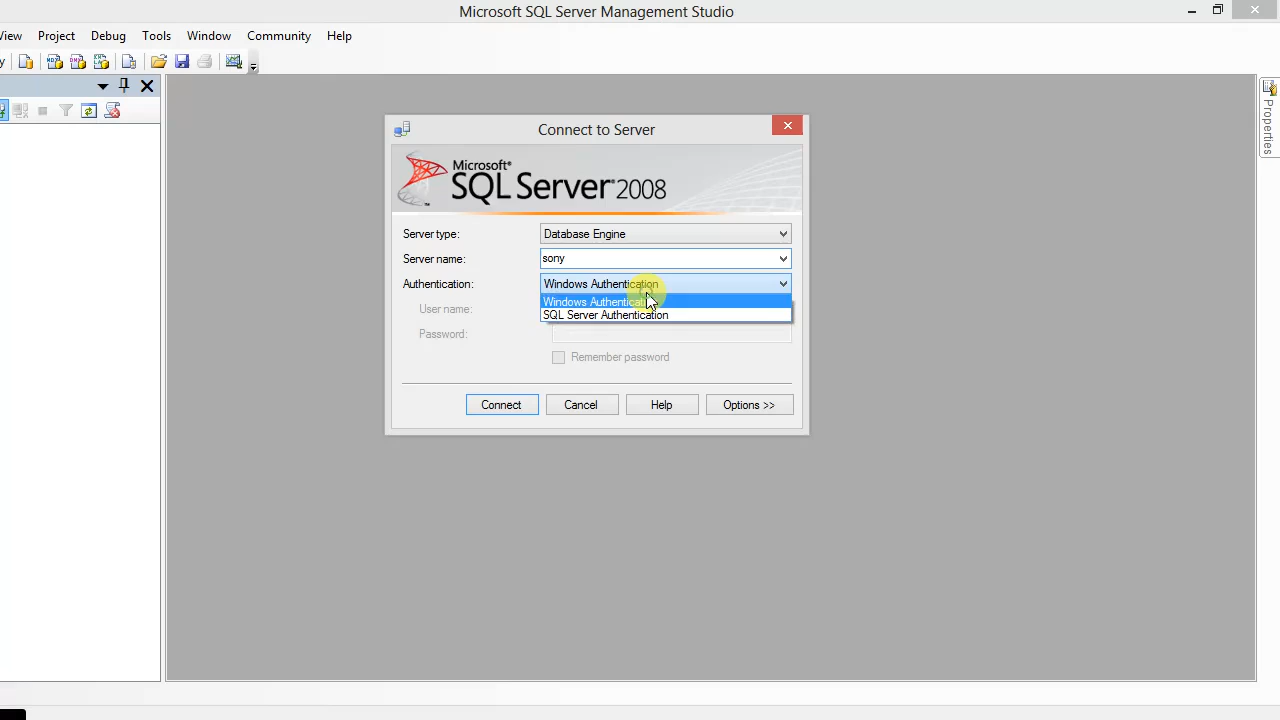 Microsoft SQL Server Management Studio
View Project Debug Tools Window Community Help
y
Properties
Connect to Server
Microsoft®
SQL Server® 2008
™
Server type: Database Engine
Server name: sony
Authentication: Windows Authentication
Windows Authentication
User name:
SQL Server Authentication
Password:
Remember password
Connect Cancel Help Options >>